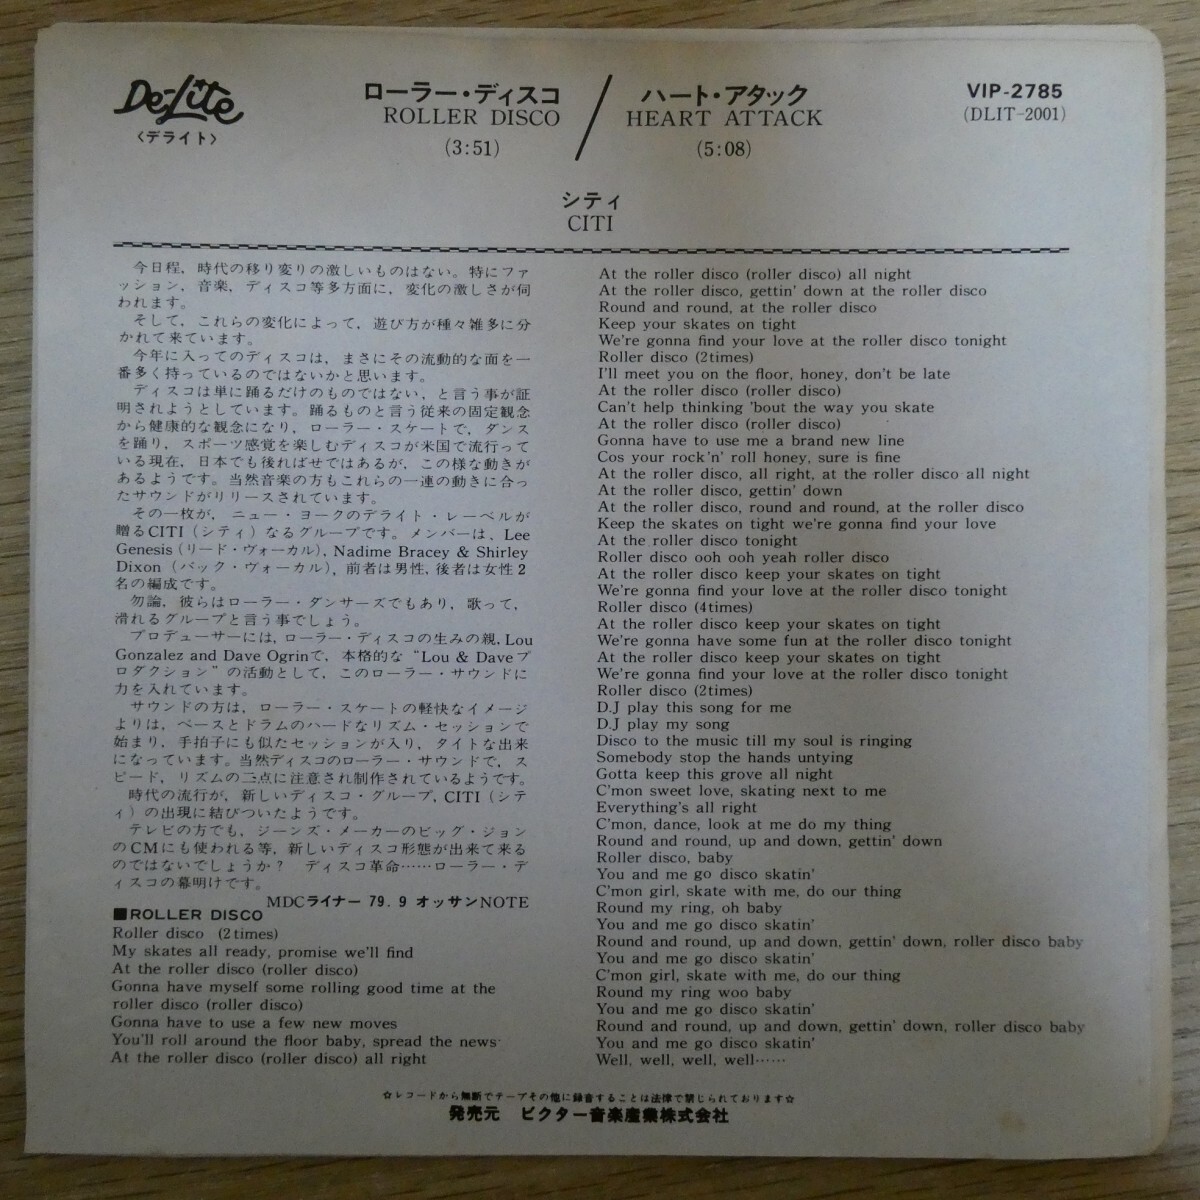 De-Lite
〈デライト〉
ローラー・ディスコ
ROLLER DISCO
(3:51)
ハート・アタック
HEART ATTACK
(5:08)
VIP-2785
(DLIT-2001)
シティ
CITI
今日程，時代の移り変りの激しいものはない。特にファ
ッション，音楽，ディスコ等多方面に，変化の激しさが伺
われます。
そして，これらの変化によって，遊び方が種々雑多に分
かれて来ています。
今年に入ってのディスコは，まさにその流動的な面を一
番多く持っているのではないかと思います。
ディスコは単に踊るだけのものではない，と言う事が証
明されようとしています。踊るものと言う従来の固定観念
から健康的な観念になり，ローラー・スケートで，ダンス
を踊り，スポーツ感覚を楽しむディスコが米国で流行って
いる現在，日本でも後ればせではあるが，この様な動きが
あるようです。当然音楽の方もこれらの一連の動きに合っ
たサウンドがリリースされています。
その一枚が，ニュー・ヨークのデライト・レーベルが
贈るCITI（シティ）なるグループです。メンバーは、Lee
Genesis（リード・ヴォーカル），Nadime Bracey & Shirley
Dixon（バック・ヴォーカル），前者は男性，後者は女性2
名の編成です。
勿論，彼らはローラー・ダンサーズでもあり，歌って，
滑れるグループと言う事でしょう。
プロデューサーには，ローラー・ディスコの生みの親，Lou
Gonzalez and Dave Ogrinで，本格的な“Lou & Daveプ
ロダクション”の活動として，このローラー・サウンドに
力を入れています。
サウンドの方は，ローラー・スケートの軽快なイメージ
よりは，ベースとドラムのハードなリズム・セッションで
始まり，手拍子にも似たセッションが入り，タイトな出来
になっています。当然ディスコのローラー・サウンドで，ス
ピード，リズムの二点に注意され制作されているようです。
時代の流行が，新しいディスコ・グループ，CITI（シテ
ィ）の出現に結びついたようです。
テレビの方でも，ジーンズ・メーカーのビッグ・ジョン
のCMにも使われる等，新しいディスコ形態が出来て来る
のではないでしょうか？　ディスコ革命……ローラー・デ
ィスコの幕明けです。
MDCライナー 79.9 オッサンNOTE
■ROLLER DISCO
Roller disco (2times)
My skates all ready, promise we'll find
At the roller disco (roller disco)
Gonna have myself some rolling good time at the
roller disco (roller disco)
Gonna have to use a few new moves
You'll roll around the floor baby, spread the news
At the roller disco (roller disco) all right
At the roller disco (roller disco) all night
At the roller disco, gettin' down at the roller disco
Round and round, at the roller disco
Keep your skates on tight
We're gonna find your love at the roller disco tonight
Roller disco (2times)
I'll meet you on the floor, honey, don't be late
At the roller disco (roller disco)
Can't help thinking 'bout the way you skate
At the roller disco (roller disco)
Gonna have to use me a brand new line
Cos your rock'n' roll honey, sure is fine
At the roller disco, all right, at the roller disco all night
At the roller disco, gettin' down
At the roller disco, round and round, at the roller disco
Keep the skates on tight we're gonna find your love
At the roller disco tonight
Roller disco ooh ooh yeah roller disco
At the roller disco keep your skates on tight
We're gonna find your love at the roller disco tonight
Roller disco (4times)
At the roller disco keep your skates on tight
We're gonna have some fun at the roller disco tonight
At the roller disco keep your skates on tight
We're gonna find your love at the roller disco tonight
Roller disco (2times)
D.J play this song for me
D.J play my song
Disco to the music till my soul is ringing
Somebody stop the hands untying
Gotta keep this grove all night
C'mon sweet love, skating next to me
Everything's all right
C'mon, dance, look at me do my thing
Round and round, up and down, gettin' down
Roller disco, baby
You and me go disco skatin'
C'mon girl, skate with me, do our thing
Round my ring, oh baby
You and me go disco skatin'
Round and round, up and down, gettin' down, roller disco baby
You and me go disco skatin'
C'mon girl, skate with me, do our thing
Round my ring woo baby
You and me go disco skatin'
Round and round, up and down, gettin' down, roller disco baby
You and me go disco skatin'
Well, well, well, well……
☆レコードから無断でテープその他に録音することは法律で禁じられております☆
発売元　ビクター音楽産業株式会社